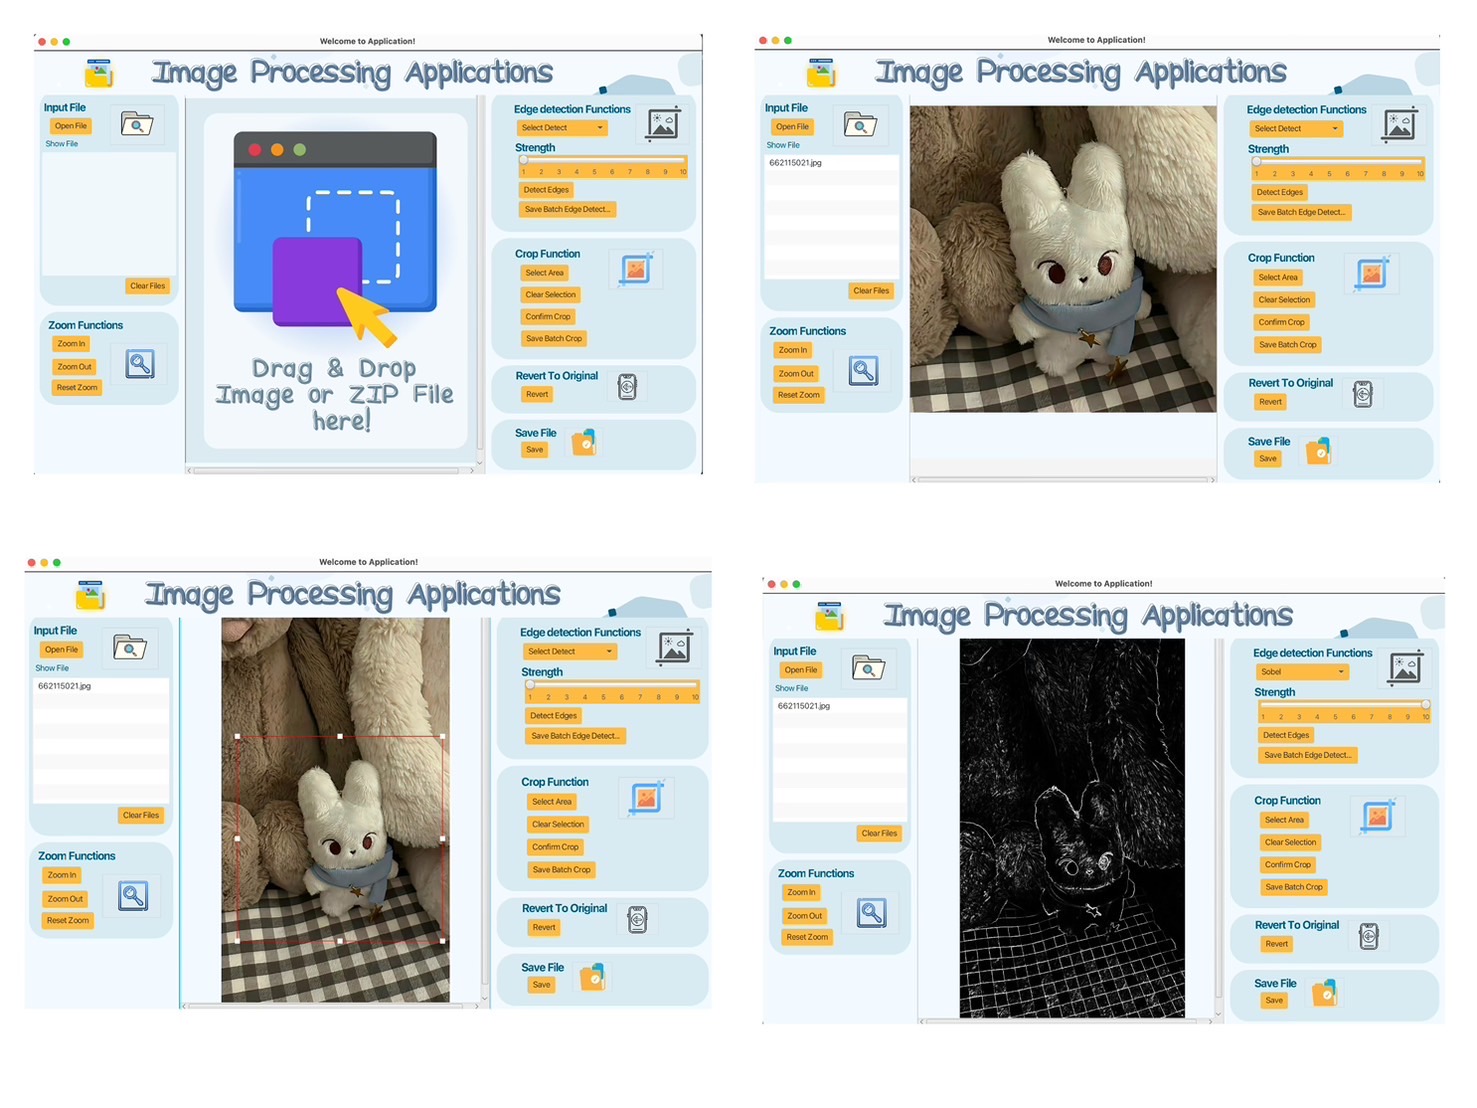 Welcome to Application!
Image Processing Applications
Input File
Open File
Show File
Clear Files
Zoom Functions
Zoom In
Zoom Out
Reset Zoom
Drag & Drop
Image or ZIP File
here!
Edge detection Functions
Select Detect
Strength
1 2 3 4 5 6 7 8 9 10
Detect Edges
Save Batch Edge Detect...
Crop Function
Select Area
Clear Selection
Confirm Crop
Save Batch Crop
Revert To Original
Revert
Save File
Save
Welcome to Application!
Image Processing Applications
Input File
Open File
Show File
662115021.jpg
Clear Files
Zoom Functions
Zoom In
Zoom Out
Reset Zoom
Edge detection Functions
Select Detect
Strength
1 2 3 4 5 6 7 8 9 10
Detect Edges
Save Batch Edge Detect...
Crop Function
Select Area
Clear Selection
Confirm Crop
Save Batch Crop
Revert To Original
Revert
Save File
Save
Welcome to Application!
Image Processing Applications
Input File
Open File
Show File
662115021.jpg
Clear Files
Zoom Functions
Zoom In
Zoom Out
Reset Zoom
Edge detection Functions
Select Detect
Strength
1 2 3 4 5 6 7 8 9 10
Detect Edges
Save Batch Edge Detect...
Crop Function
Select Area
Clear Selection
Confirm Crop
Save Batch Crop
Revert To Original
Revert
Save File
Save
Welcome to Application!
Image Processing Applications
Input File
Open File
Show File
662115021.jpg
Clear Files
Zoom Functions
Zoom In
Zoom Out
Reset Zoom
Edge detection Functions
Sobel
Strength
1 2 3 4 5 6 7 8 9 10
Detect Edges
Save Batch Edge Detect...
Crop Function
Select Area
Clear Selection
Confirm Crop
Save Batch Crop
Revert To Original
Revert
Save File
Save